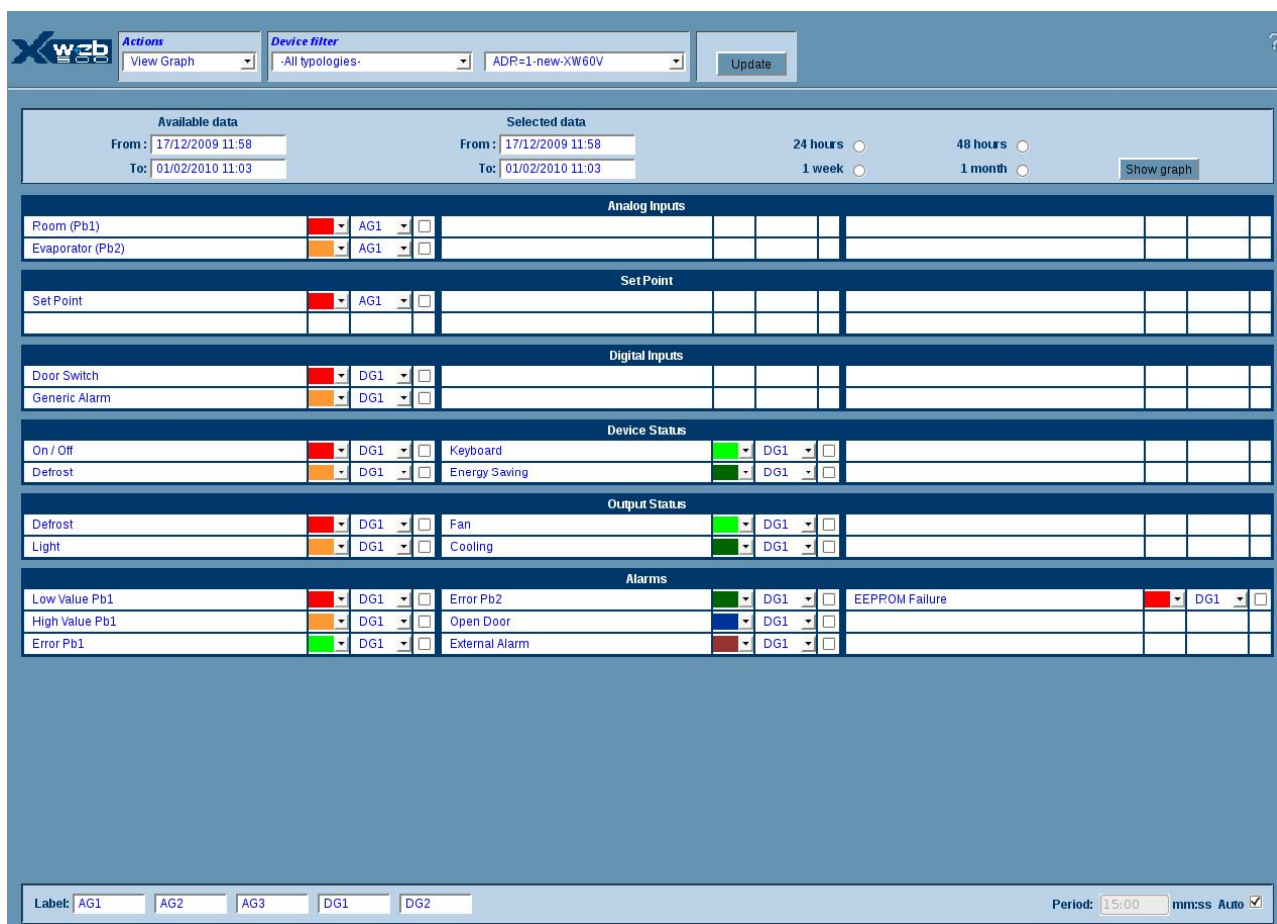 Xweb
Actions
Device filter
View Graph
-All typologies-
ADR=1-new-XW60V
Update
?
Available data
Selected data
From : 17/12/2009 11:58
From : 17/12/2009 11:58
24 hours
48 hours
To: 01/02/2010 11:03
To: 01/02/2010 11:03
1 week
1 month
Show graph
Analog Inputs
Room (Pb1) AG1
Evaporator (Pb2) AG1
Set Point
Set Point AG1
Digital Inputs
Door Switch DG1
Generic Alarm DG1
Device Status
On / Off DG1 Keyboard DG1
Defrost DG1 Energy Saving DG1
Output Status
Defrost DG1 Fan DG1
Light DG1 Cooling DG1
Alarms
Low Value Pb1 DG1 Error Pb2 DG1 EEPROM Failure DG1
High Value Pb1 DG1 Open Door DG1
Error Pb1 DG1 External Alarm DG1
Label: AG1 AG2 AG3 DG1 DG2 Period: 15:00 mm:ss Auto